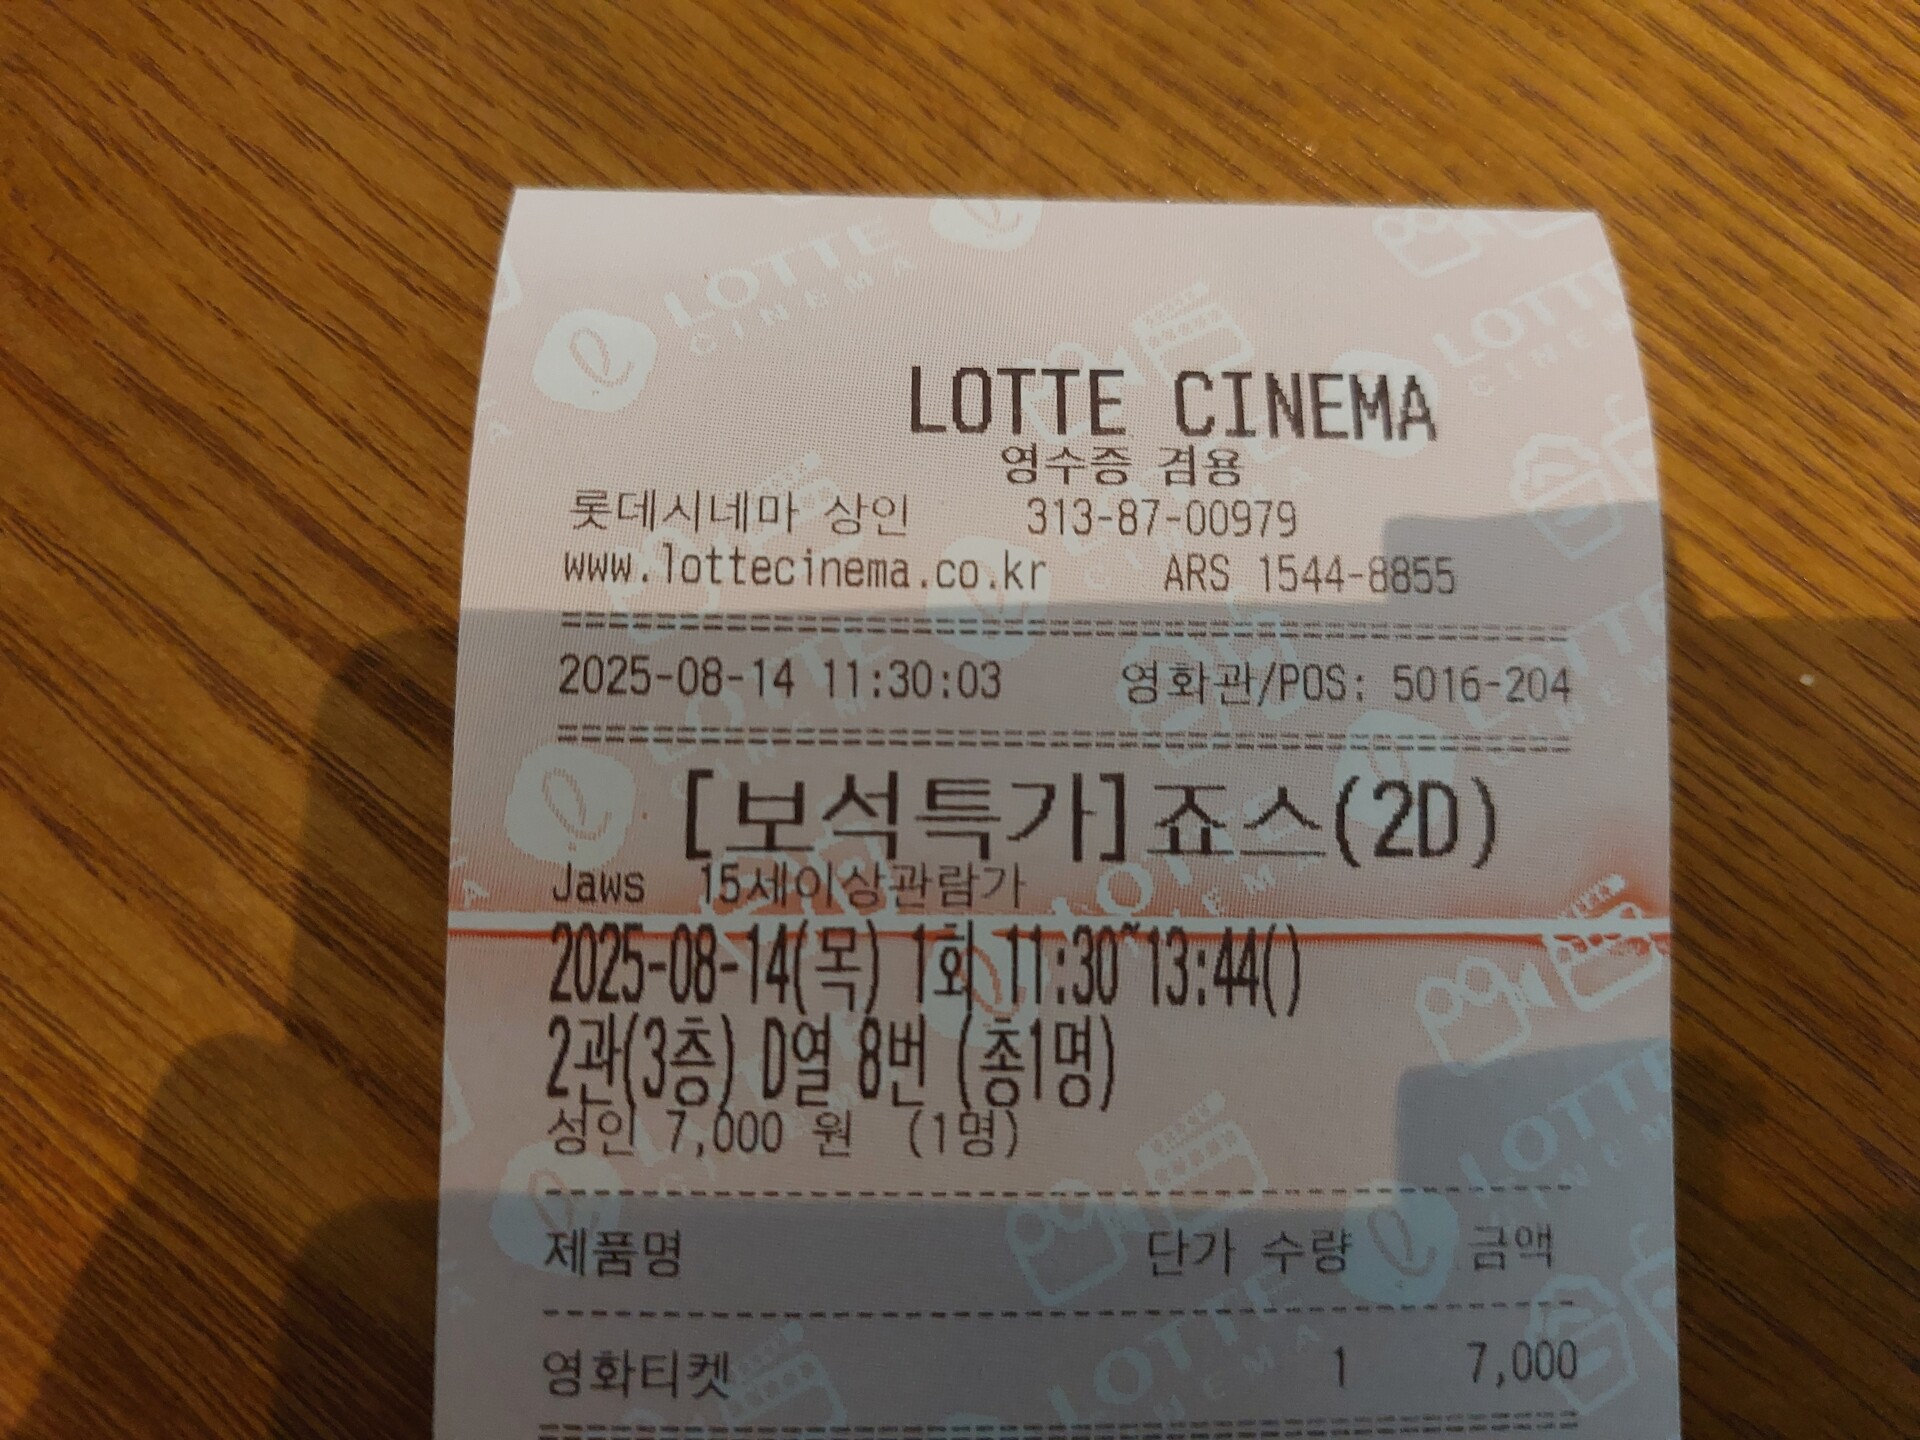 LOTTE CINEMA
영수증 겸용
롯데시네마 상인 313-87-00979
www.lottecinema.co.kr ARS 1544-8855
2025-08-14 11:30:03 영화관/POS: 5016-204
[보석특가]죠스(2D)
Jaws 15세이상관람가
2025-08-14(목) 1회 11:30~13:44()
2관(3층) D열 8번 (총1명)
성인 7,000 원 (1명)
제품명 단가 수량 금액
영화티켓 1 7,000